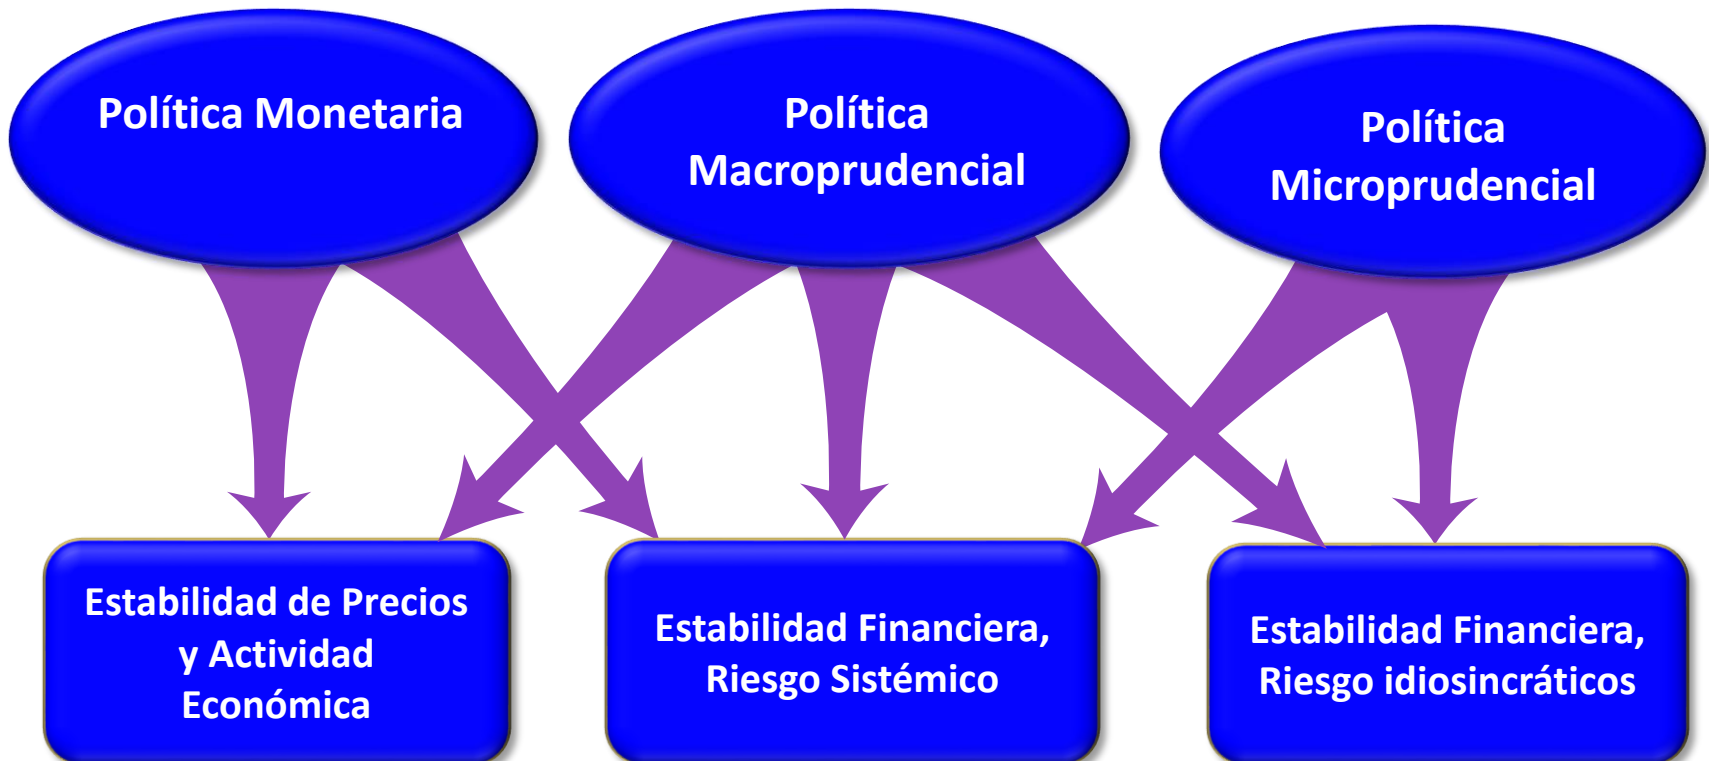 Política Monetaria
Política
Macroprudencial
Política
Microprudencial
Estabilidad de Precios
y Actividad
Económica
Estabilidad Financiera,
Riesgo Sistémico
Estabilidad Financiera,
Riesgo idiosincráticos